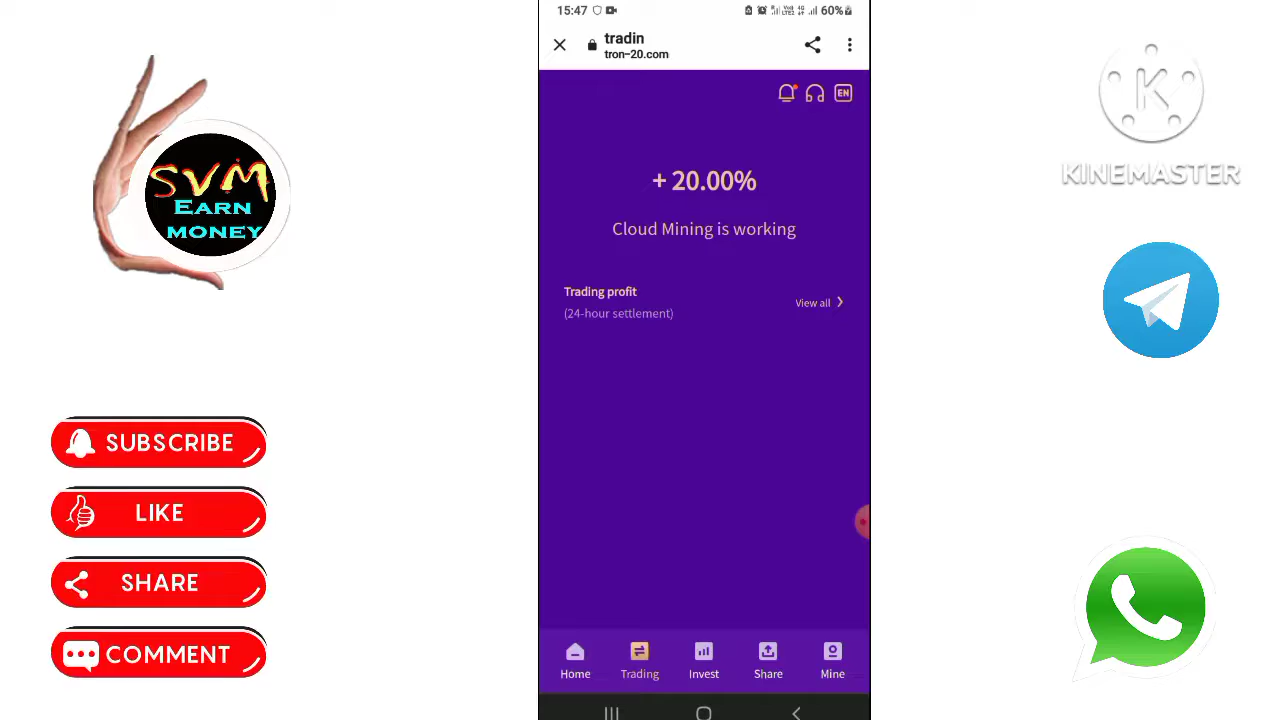 15:47
60%
tradin
tron-20.com
EN
+ 20.00%
Cloud Mining is working
Trading profit
View all
(24-hour settlement)
Home
Trading
Invest
Share
Mine
SVM
EARN
MONEY
SUBSCRIBE
LIKE
SHARE
COMMENT
K
KINEMASTER